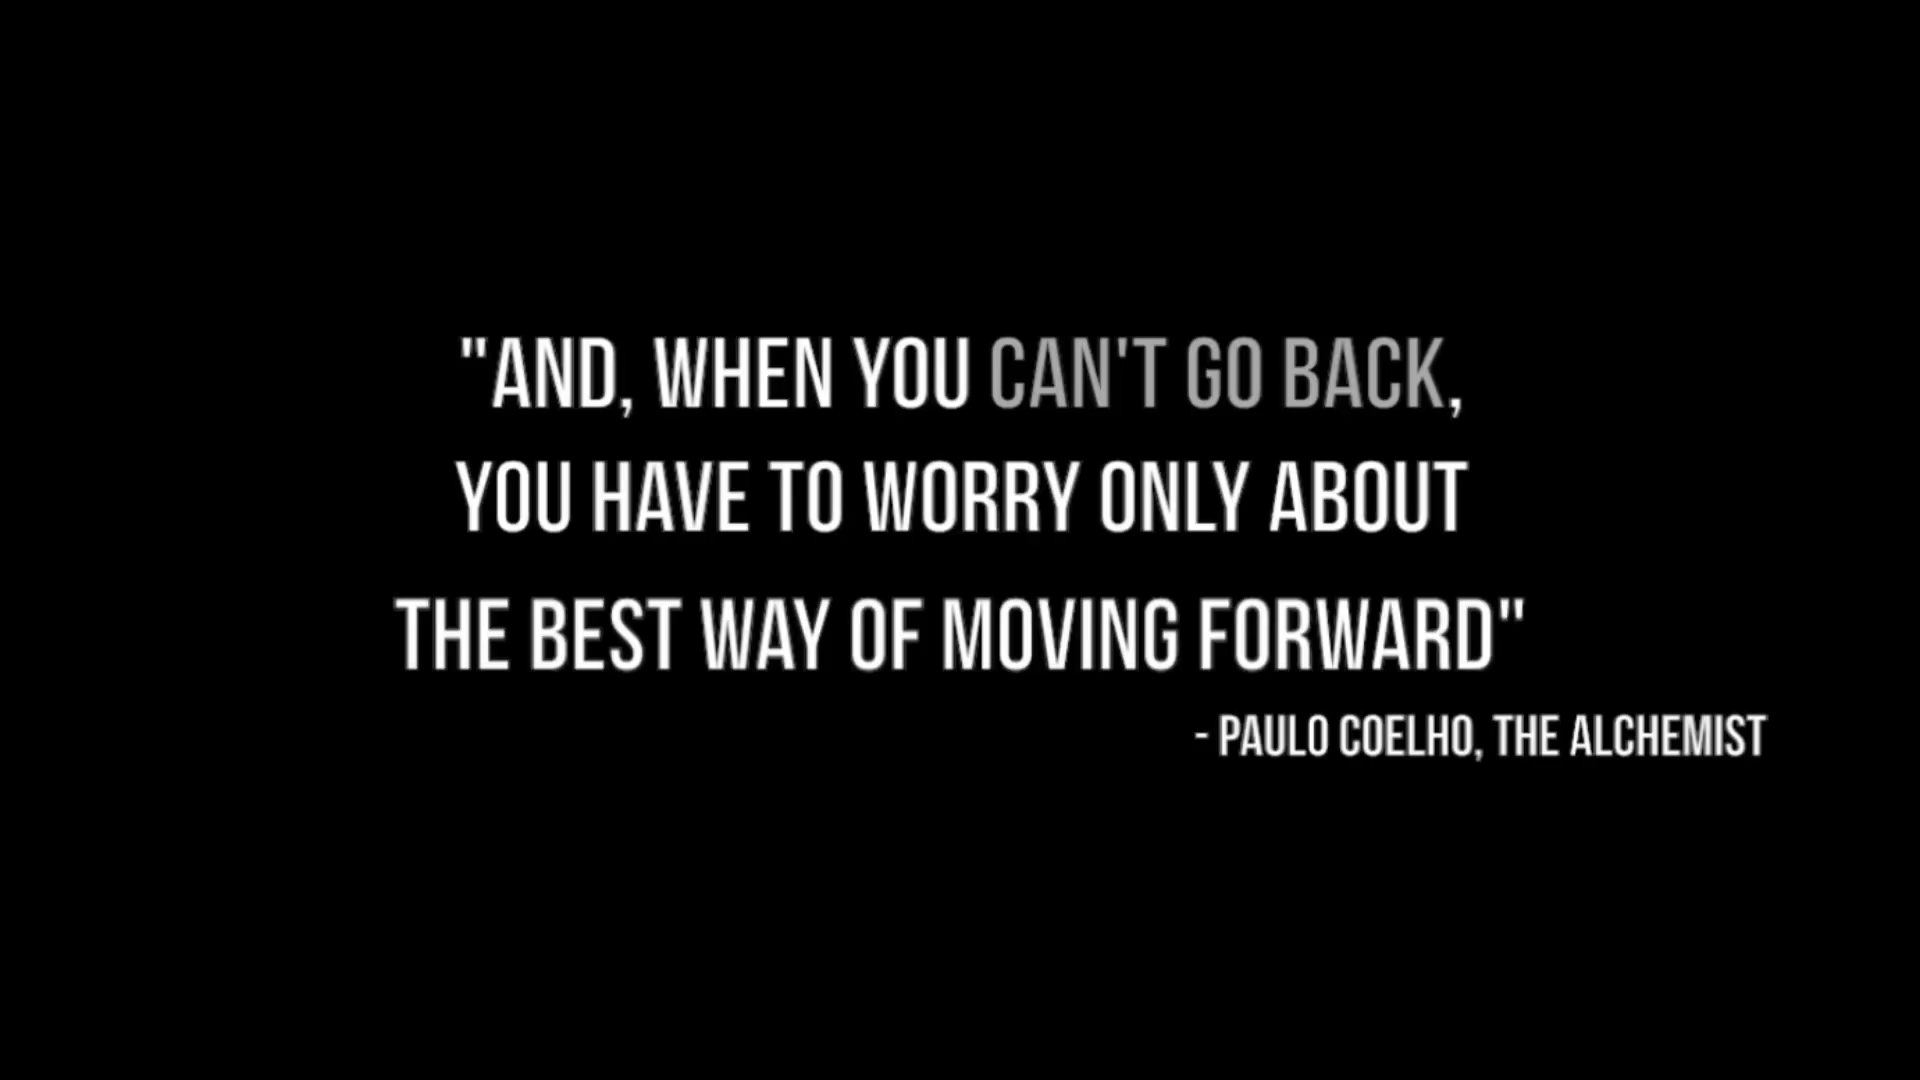 "AND, WHEN YOU CAN'T GO BACK,
YOU HAVE TO WORRY ONLY ABOUT
THE BEST WAY OF MOVING FORWARD"
- PAULO COELHO, THE ALCHEMIST